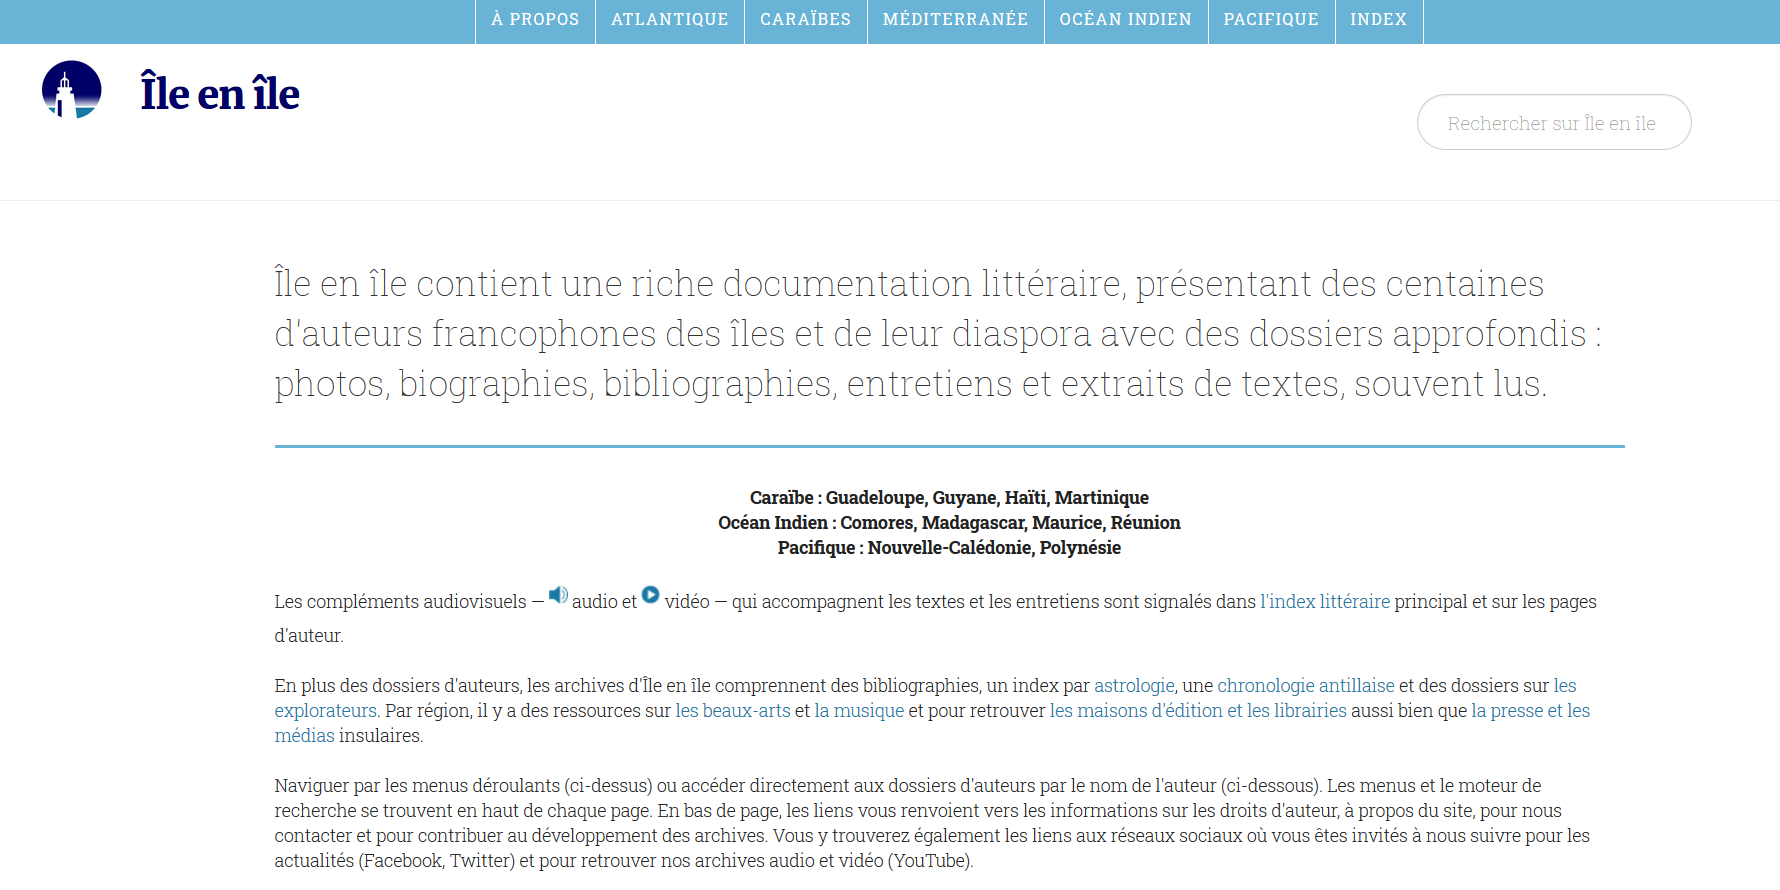 À PROPOS
ATLANTIQUE
CARAÏBES
MÉDITERRANÉE
OCÉAN INDIEN
PACIFIQUE
INDEX
Île en île
Rechercher sur Île en île
Île en île contient une riche documentation littéraire, présentant des centaines
d'auteurs francophones des îles et de leur diaspora avec des dossiers approfondis :
photos, biographies, bibliographies, entretiens et extraits de textes, souvent lus.
Caraïbe : Guadeloupe, Guyane, Haïti, Martinique
Océan Indien : Comores, Madagascar, Maurice, Réunion
Pacifique : Nouvelle-Calédonie, Polynésie
Les compléments audiovisuels — audio et vidéo — qui accompagnent les textes et les entretiens sont signalés dans l'index littéraire principal et sur les pages
d'auteur.
En plus des dossiers d'auteurs, les archives d'Île en île comprennent des bibliographies, un index par astrologie, une chronologie antillaise et des dossiers sur les
explorateurs. Par région, il y a des ressources sur les beaux-arts et la musique et pour retrouver les maisons d'édition et les librairies aussi bien que la presse et les
médias insulaires.
Naviguer par les menus déroulants (ci-dessus) ou accéder directement aux dossiers d'auteurs par le nom de l'auteur (ci-dessous). Les menus et le moteur de
recherche se trouvent en haut de chaque page. En bas de page, les liens vous renvoient vers les informations sur les droits d'auteur, à propos du site, pour nous
contacter et pour contribuer au développement des archives. Vous y trouverez également les liens aux réseaux sociaux où vous êtes invités à nous suivre pour les
actualités (Facebook, Twitter) et pour retrouver nos archives audio et vidéo (YouTube).